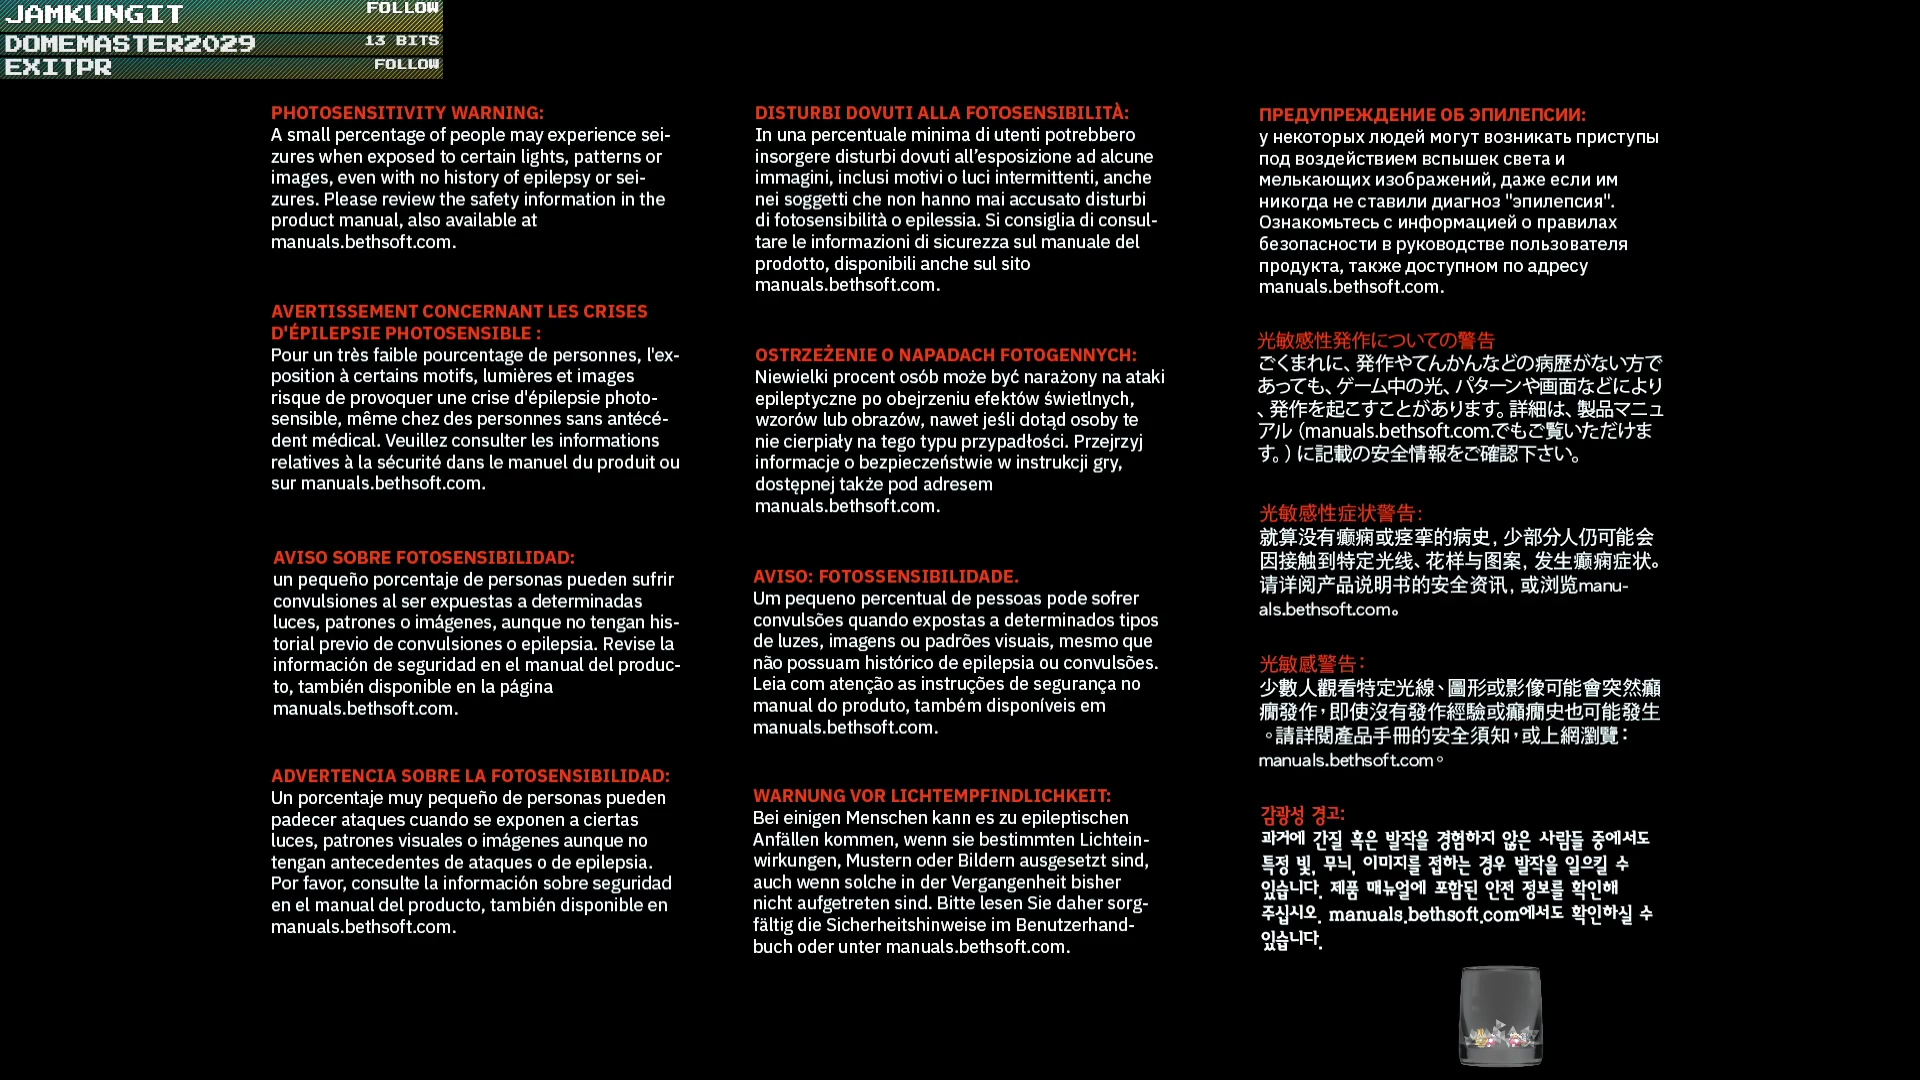 JAMKUNGIT FOLLOW
DOMEMASTER2029 13 BITS
EXITPR FOLLOW
PHOTOSENSITIVITY WARNING:
A small percentage of people may experience sei-
zures when exposed to certain lights, patterns or
images, even with no history of epilepsy or sei-
zures. Please review the safety information in the
product manual, also available at
manuals.bethsoft.com.
AVERTISSEMENT CONCERNANT LES CRISES
D'ÉPILEPSIE PHOTOSENSIBLE :
Pour un très faible pourcentage de personnes, l'ex-
position à certains motifs, lumières et images
risque de provoquer une crise d'épilepsie photo-
sensible, même chez des personnes sans antécé-
dent médical. Veuillez consulter les informations
relatives à la sécurité dans le manuel du produit ou
sur manuals.bethsoft.com.
AVISO SOBRE FOTOSENSIBILIDAD:
un pequeño porcentaje de personas pueden sufrir
convulsiones al ser expuestas a determinadas
luces, patrones o imágenes, aunque no tengan his-
torial previo de convulsiones o epilepsia. Revise la
información de seguridad en el manual del produc-
to, también disponible en la página
manuals.bethsoft.com.
ADVERTENCIA SOBRE LA FOTOSENSIBILIDAD:
Un porcentaje muy pequeño de personas pueden
padecer ataques cuando se exponen a ciertas
luces, patrones visuales o imágenes aunque no
tengan antecedentes de ataques o de epilepsia.
Por favor, consulte la información sobre seguridad
en el manual del producto, también disponible en
manuals.bethsoft.com.
DISTURBI DOVUTI ALLA FOTOSENSIBILITÀ:
In una percentuale minima di utenti potrebbero
insorgere disturbi dovuti all’esposizione ad alcune
immagini, inclusi motivi o luci intermittenti, anche
nei soggetti che non hanno mai accusato disturbi
di fotosensibilità o epilessia. Si consiglia di consul-
tare le informazioni di sicurezza sul manuale del
prodotto, disponibili anche sul sito
manuals.bethsoft.com.
OSTRZEŻENIE O NAPADACH FOTOGENNYCH:
Niewielki procent osób może być narażony na ataki
epileptyczne po obejrzeniu efektów świetlnych,
wzorów lub obrazów, nawet jeśli dotąd osoby te
nie cierpiały na tego typu przypadłości. Przejrzyj
informacje o bezpieczeństwie w instrukcji gry,
dostępnej także pod adresem
manuals.bethsoft.com.
AVISO: FOTOSSENSIBILIDADE.
Um pequeno percentual de pessoas pode sofrer
convulsões quando expostas a determinados tipos
de luzes, imagens ou padrões visuais, mesmo que
não possuam histórico de epilepsia ou convulsões.
Leia com atenção as instruções de segurança no
manual do produto, também disponíveis em
manuals.bethsoft.com.
WARNUNG VOR LICHTEMPFINDLICHKEIT:
Bei einigen Menschen kann es zu epileptischen
Anfällen kommen, wenn sie bestimmten Lichtein-
wirkungen, Mustern oder Bildern ausgesetzt sind,
auch wenn solche in der Vergangenheit bisher
nicht aufgetreten sind. Bitte lesen Sie daher sorg-
fältig die Sicherheitshinweise im Benutzerhand-
buch oder unter manuals.bethsoft.com.
ПРЕДУПРЕЖДЕНИЕ ОБ ЭПИЛЕПСИИ:
у некоторых людей могут возникать приступы
под воздействием вспышек света и
мелькающих изображений, даже если им
никогда не ставили диагноз "эпилепсия".
Ознакомьтесь с информацией о правилах
безопасности в руководстве пользователя
продукта, также доступном по адресу
manuals.bethsoft.com.
光敏感性発作についての警告
ごくまれに、発作やてんかんなどの病歴がない方で
あっても、ゲーム中の光、パターンや画面などにより
、発作を起こすことがあります。詳細は、製品マニュ
アル（manuals.bethsoft.com.でもご覧いただけま
す。）に記載の安全情報をご確認下さい。
光敏感性症状警告：
就算没有癫痫或痉挛的病史，少部分人仍可能会
因接触到特定光线、花样与图案，发生癫痫症状。
请详阅产品说明书的安全资讯，或浏览manu-
als.bethsoft.com。
光敏感警告：
少數人觀看特定光線、圖形或影像可能會突然癲
癇發作，即使沒有發作經驗或癲癇史也可能發生
。請詳閱產品手冊的安全須知，或上網瀏覽：
manuals.bethsoft.com。
감광성 경고:
과거에 간질 혹은 발작을 경험하지 않은 사람들 중에서도
특정 빛, 무늬, 이미지를 접하는 경우 발작을 일으킬 수
있습니다. 제품 매뉴얼에 포함된 안전 정보를 확인해
주십시오. manuals.bethsoft.com에서도 확인하실 수
있습니다.